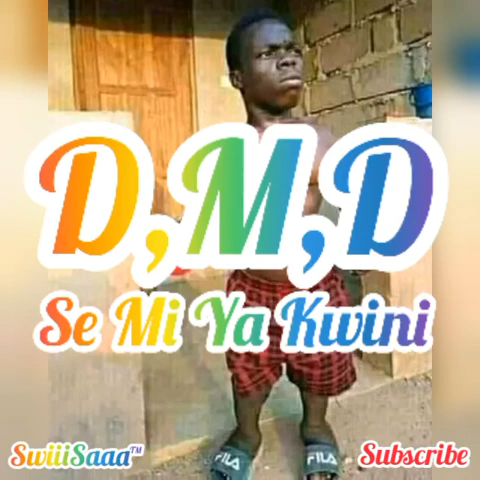 D,M,D
Se Mi Ya Kwini
FILA FILA
SwiiiSaaa™
Subscribe